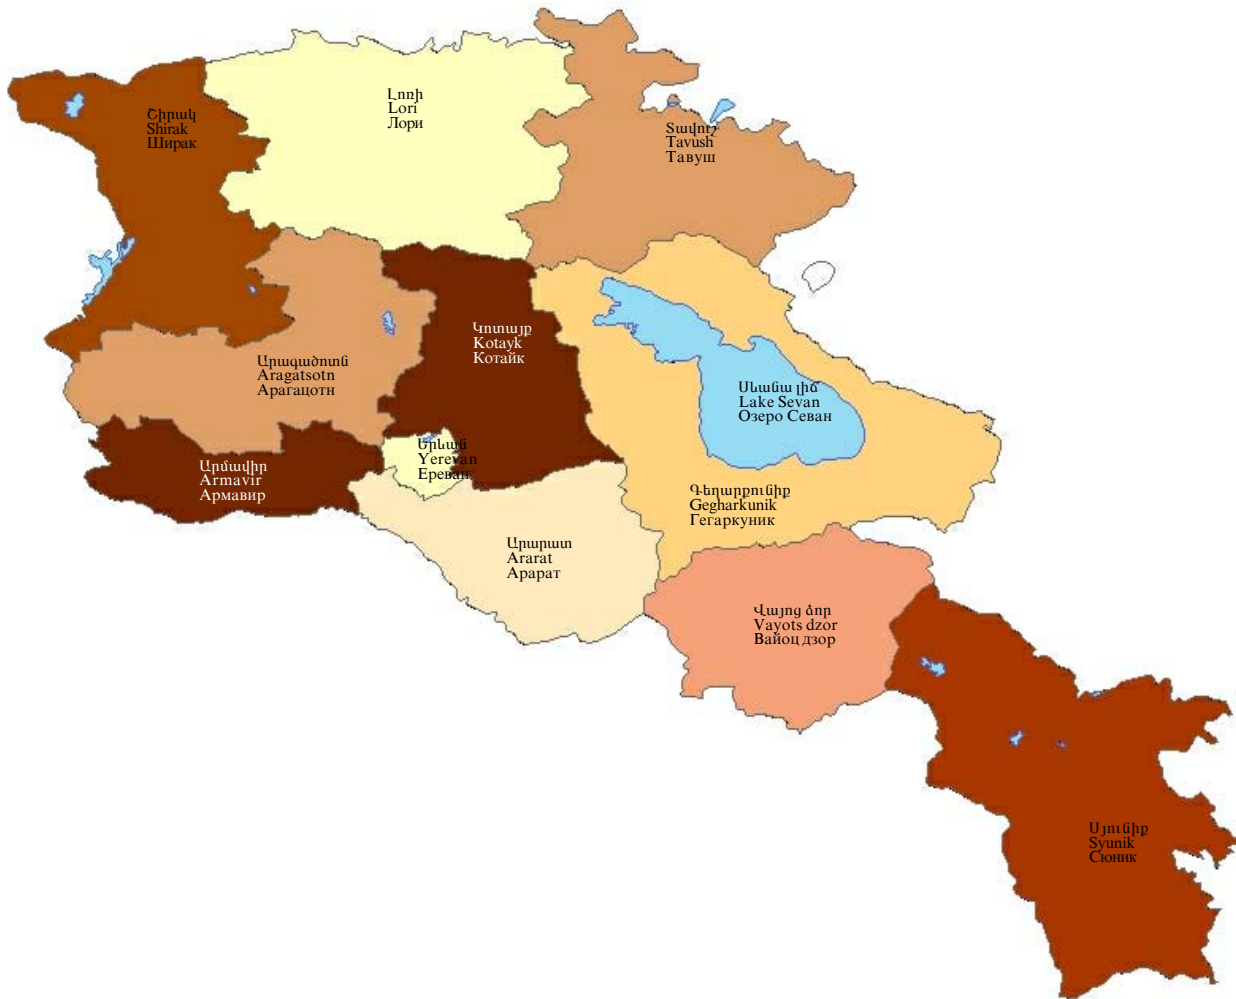 Շիրակ
Shirak
Ширак
Լոռի
Lori
Лори
Տավուշ
Tavush
Тавуш
Արագածոտն
Aragatsotn
Арагацотн
Կոտայք
Kotayk
Котайк
Սևանա լիճ
Lake Sevan
Озеро Севан
Երևան
Yerevan
Ереван
Արմավիր
Armavir
Армавир
Գեղարքունիք
Gegharkunik
Гегаркуник
Արարատ
Ararat
Арарат
Վայոց ձոր
Vayots dzor
Вайоц дзор
Սյունիք
Syunik
Сюник